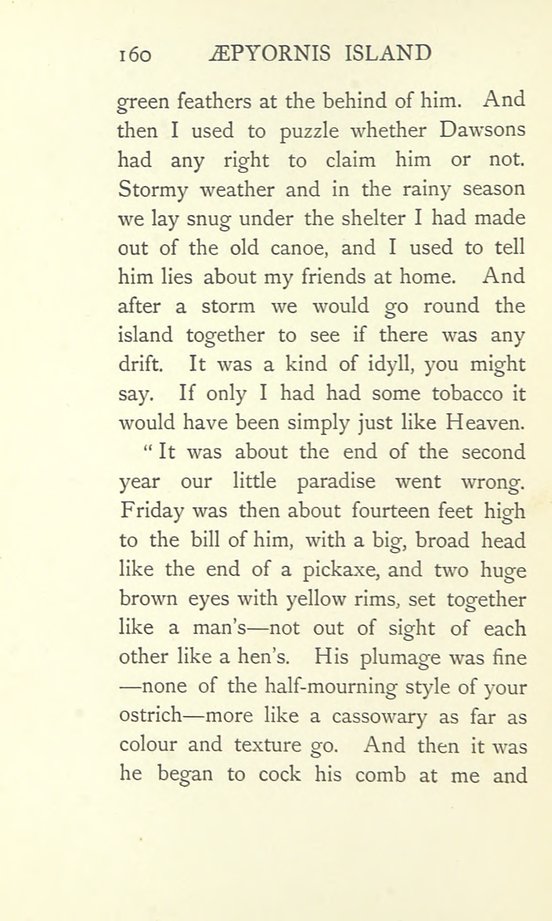 160 ÆPYORNIS ISLAND
green feathers at the behind of him. And
then I used to puzzle whether Dawsons
had any right to claim him or not.
Stormy weather and in the rainy season
we lay snug under the shelter I had made
out of the old canoe, and I used to tell
him lies about my friends at home. And
after a storm we would go round the
island together to see if there was any
drift. It was a kind of idyll, you might
say. If only I had had some tobacco it
would have been simply just like Heaven.
“ It was about the end of the second
year our little paradise went wrong.
Friday was then about fourteen feet high
to the bill of him, with a big, broad head
like the end of a pickaxe, and two huge
brown eyes with yellow rims, set together
like a man's—not out of sight of each
other like a hen's. His plumage was fine
—none of the half-mourning style of your
ostrich—more like a cassowary as far as
colour and texture go. And then it was
he began to cock his comb at me and